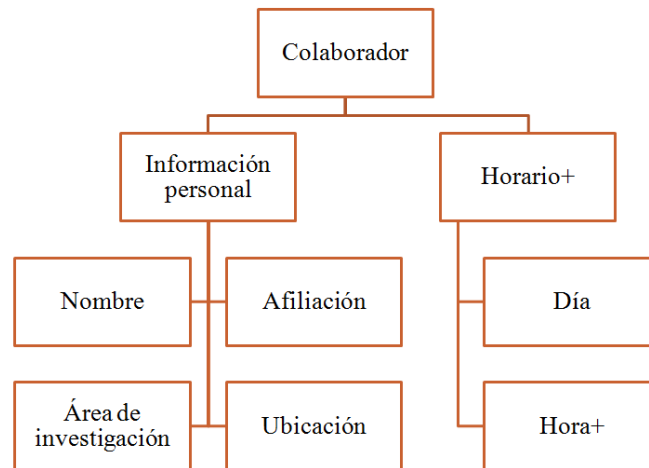 Colaborador
Información
personal
Horario+
Nombre
Afiliación
Día
Área de
investigación
Ubicación
Hora+